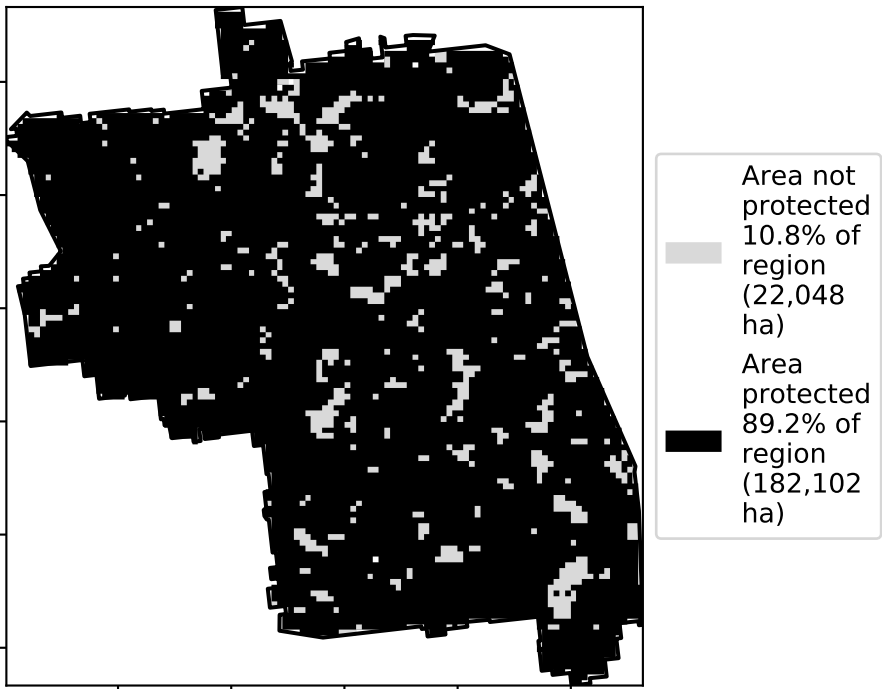 Area not
protected
10.8% of
region
(22,048
ha)
Area
protected
89.2% of
region
(182,102
ha)